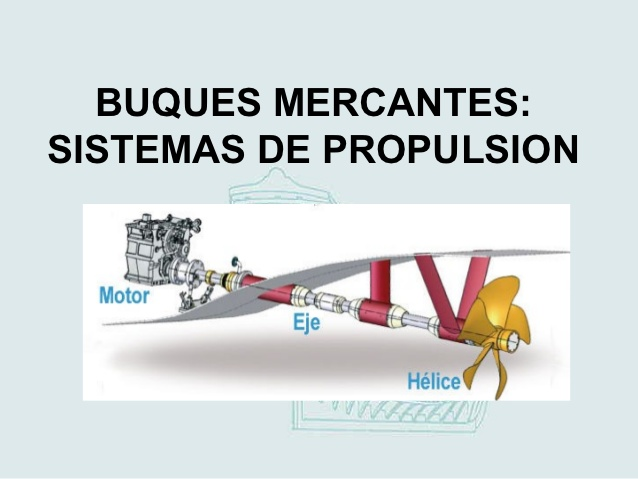 BUQUES MERCANTES:
SISTEMAS DE PROPULSION
Motor
Eje
Hélice